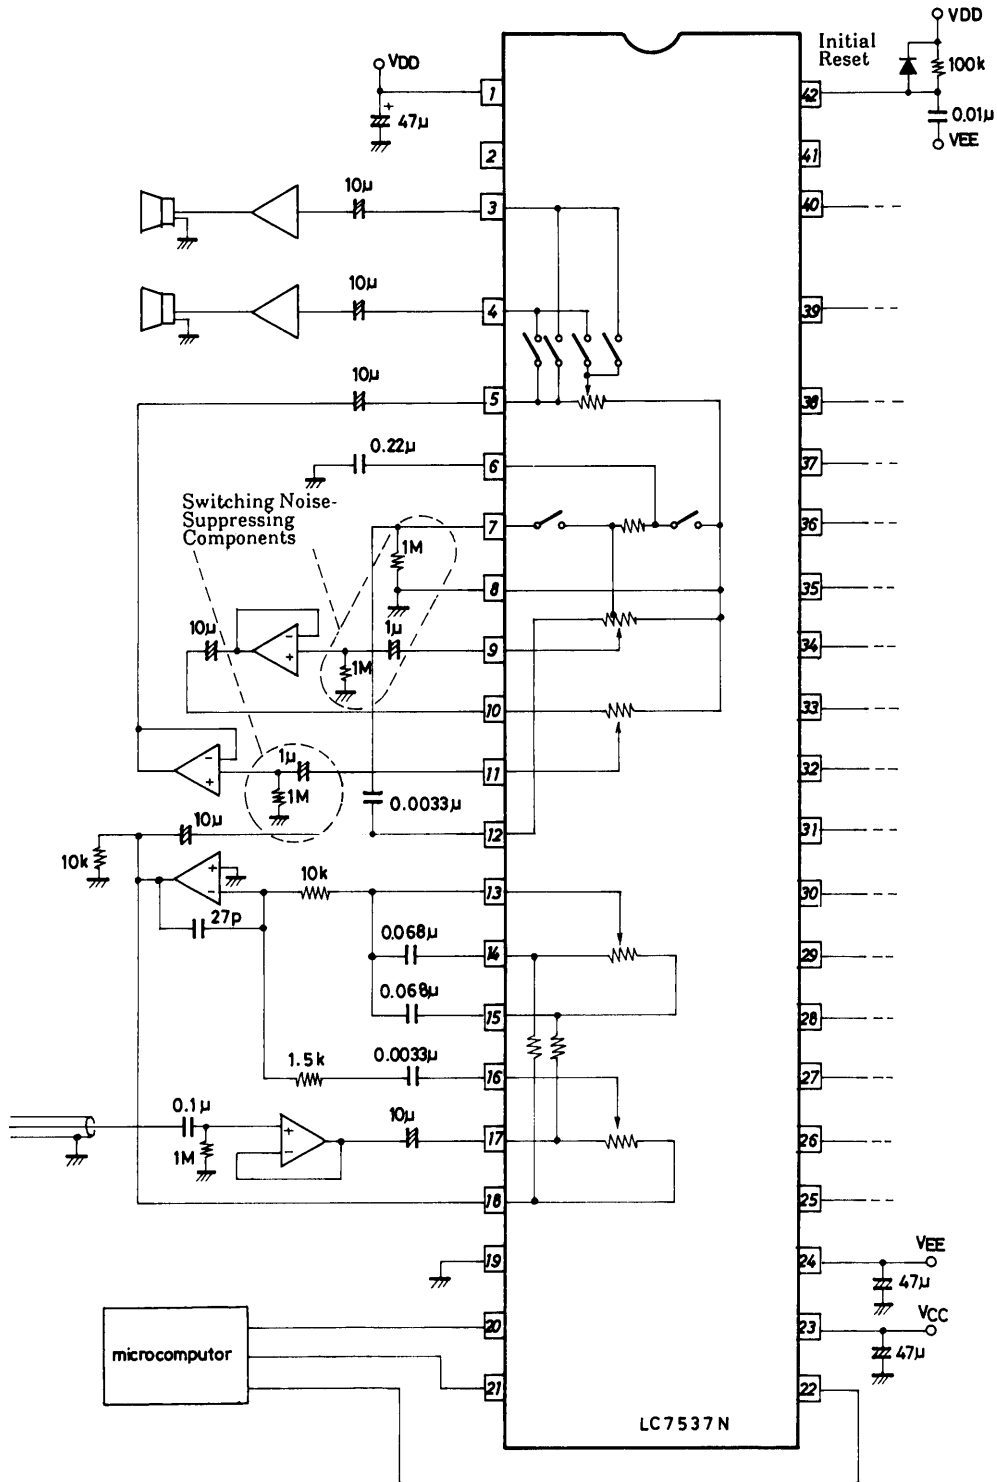 VDD
Initial
Reset
VDD
100k
1
42
47µ
+
0.01µ
VEE
2
41
10µ
3
40
10µ
4
39
10µ
5
38
0.22µ
6
37
Switching Noise-
Suppressing
Components
7
36
1M
8
35
10µ
-
+
1µ
1M
9
34
10
33
-
+
1µ
1M
11
32
0.0033µ
10µ
12
31
10k
+
-
10k
13
30
27p
0.068µ
14
29
0.068µ
15
28
1.5k
0.0033µ
16
27
0.1µ
1M
+
-
10µ
17
26
18
25
19
24
VEE
47µ
20
23
VCC
47µ
microcomputor
21
22
LC7537N